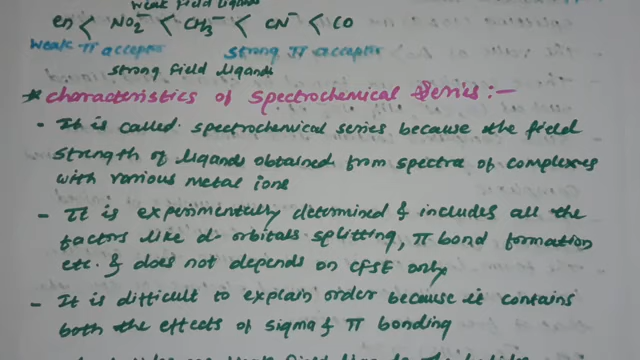 weak field ligands
en < NO2⁻ < CH3⁻ < CN⁻ < CO
weak π acceptor strong π acceptor
strong field ligands
* characteristics of spectrochemical series:-
- It is called spectrochemical series because the field
strength of ligands obtained from spectra of complexes
with various metal ions
- It is experimentally determined & includes all the
factors like d-orbitals splitting, π bond formation
etc. & does not depends on CFSE only
- It is difficult to explain order because it contains
both the effects of sigma & π bonding